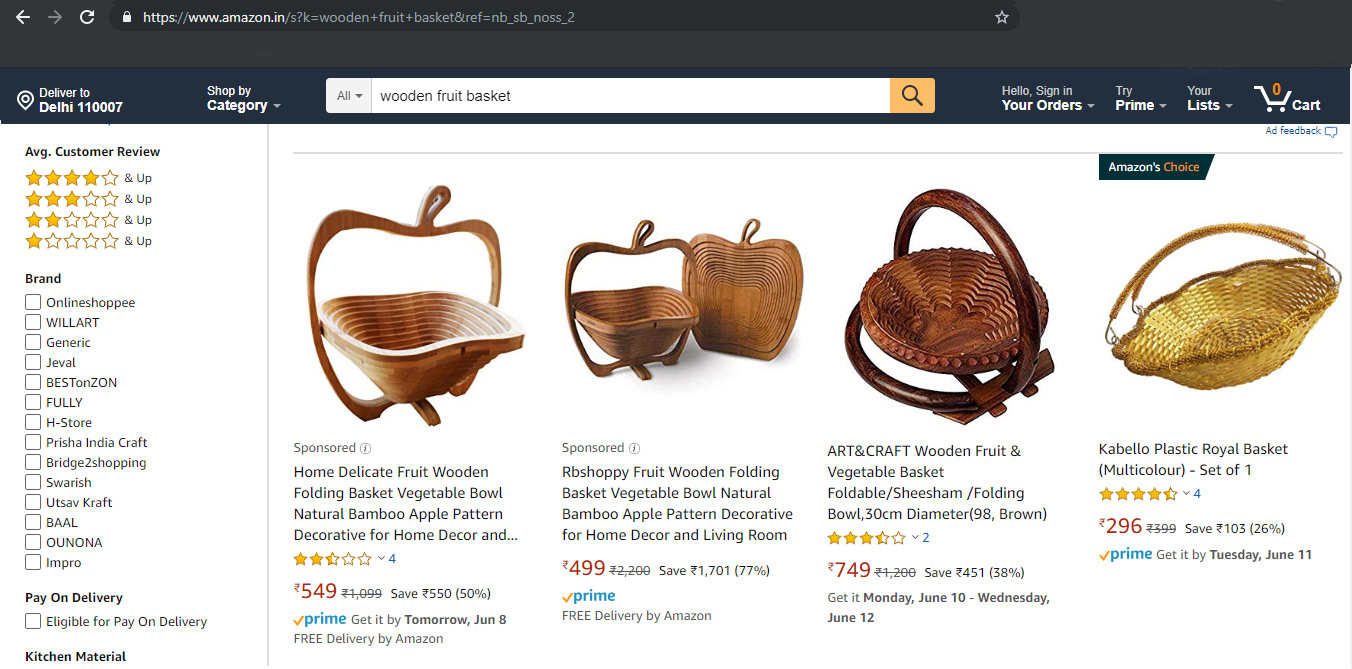 https://www.amazon.in/s?k=wooden+fruit+basket&ref=nb_sb_noss_2
Deliver to
Delhi 110007
Shop by
Category
All
wooden fruit basket
Hello, Sign in
Your Orders
Try
Prime
Your
Lists
0
Cart
Ad feedback
Avg. Customer Review
& Up
& Up
& Up
& Up
Brand
Onlineshoppee
WILLART
Generic
Jeval
BESTonZON
FULLY
H-Store
Prisha India Craft
Bridge2shopping
Swarish
Utsav Kraft
BAAL
OUNONA
Impro
Pay On Delivery
Eligible for Pay On Delivery
Kitchen Material
Sponsored
Home Delicate Fruit Wooden
Folding Basket Vegetable Bowl
Natural Bamboo Apple Pattern
Decorative for Home Decor and...
4
₹549 ₹1,099 Save ₹550 (50%)
prime Get it by Tomorrow, Jun 8
FREE Delivery by Amazon
Sponsored
Rbshoppy Fruit Wooden Folding
Basket Vegetable Bowl Natural
Bamboo Apple Pattern Decorative
for Home Decor and Living Room
₹499 ₹2,200 Save ₹1,701 (77%)
prime
FREE Delivery by Amazon
ART&CRAFT Wooden Fruit &
Vegetable Basket
Foldable/Sheesham /Folding
Bowl,30cm Diameter(98, Brown)
2
₹749 ₹1,200 Save ₹451 (38%)
Get it Monday, June 10 - Wednesday,
June 12
Amazon's Choice
Kabello Plastic Royal Basket
(Multicolour) - Set of 1
4
₹296 ₹399 Save ₹103 (26%)
prime Get it by Tuesday, June 11